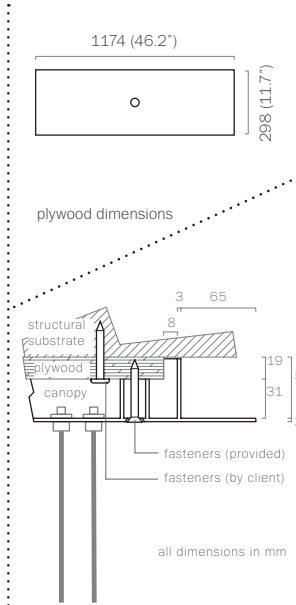 1174 (46.2")
298 (11.7")
plywood dimensions
3 65
8
structural
substrate
plywood
canopy
19
31
fasteners (provided)
fasteners (by client)
all dimensions in mm